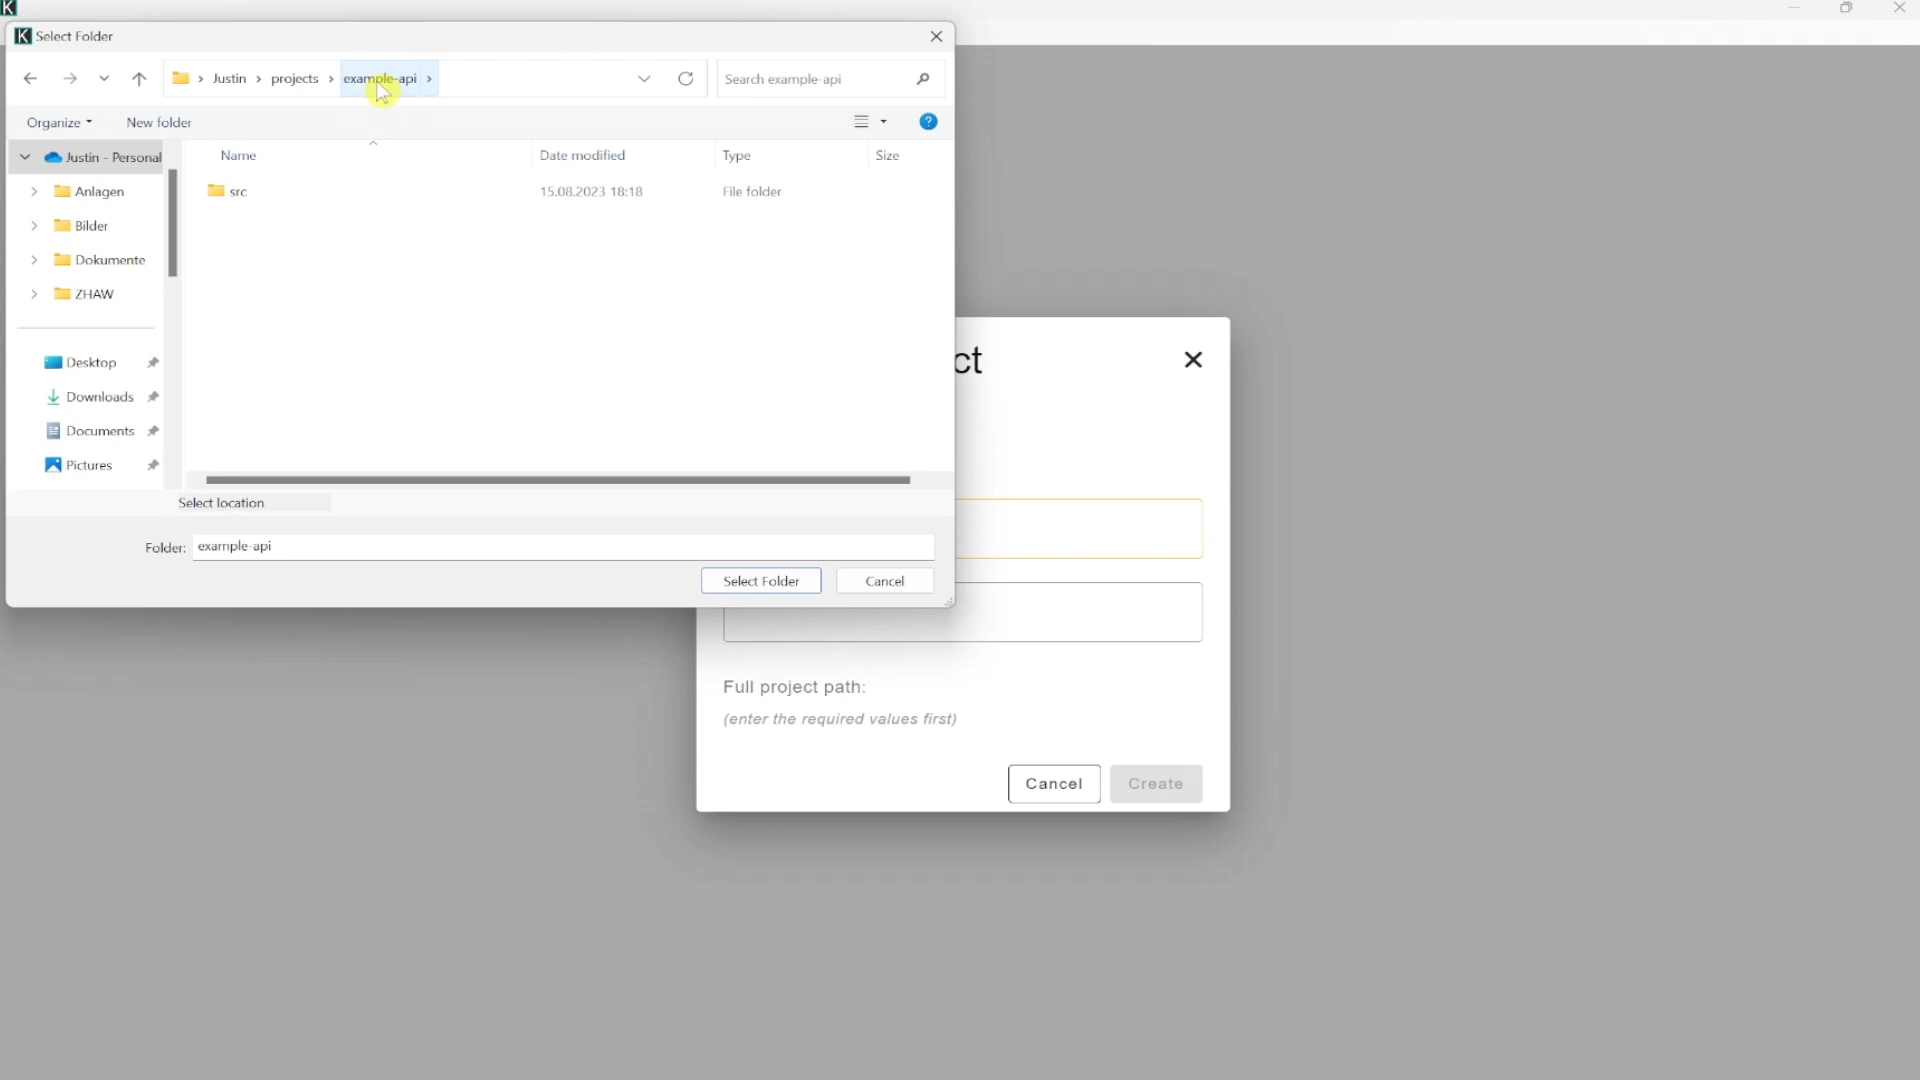 K
K Select Folder
Justin > projects > example-api >
Search example-api
Organize
New folder
?
Justin - Personal
Anlagen
Bilder
Dokumente
ZHAW
Desktop
Downloads
Documents
Pictures
Name Date modified Type Size
src 15.08.2023 18:18 File folder
Select location
Folder: example-api
Select Folder Cancel
ct
Full project path:
(enter the required values first)
Cancel Create